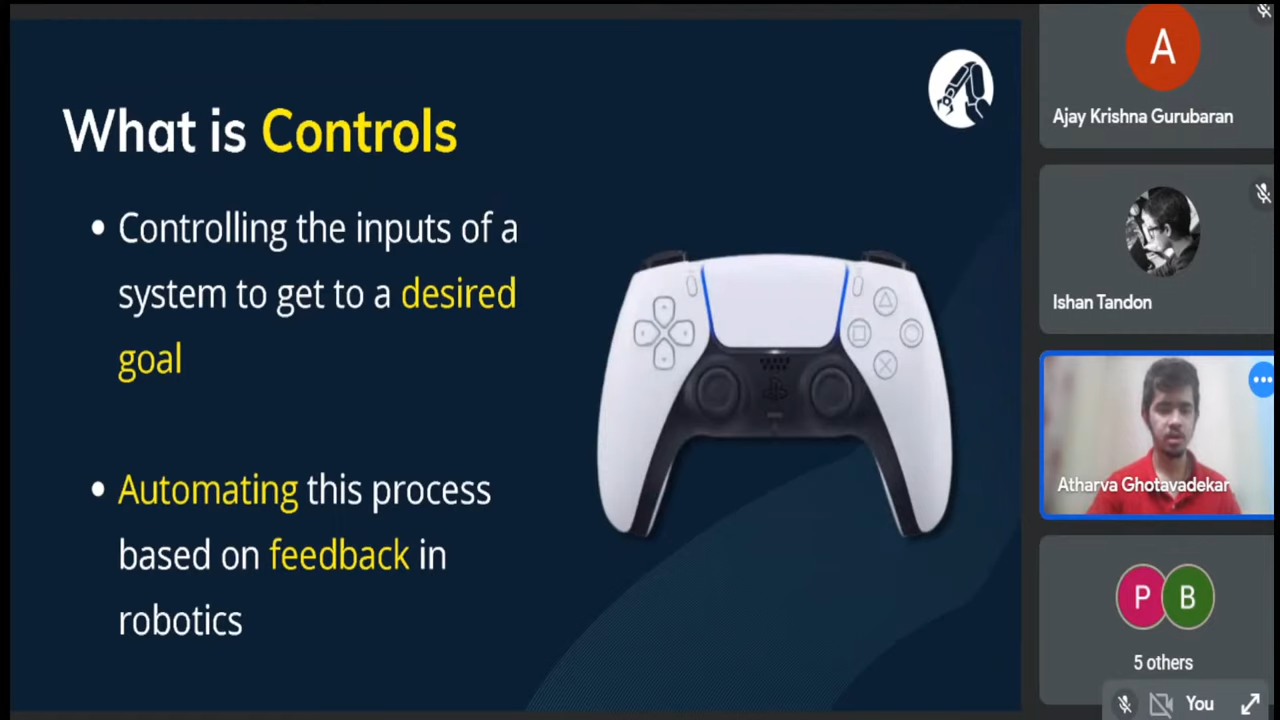 What is Controls
• Controlling the inputs of a
system to get to a desired
goal
• Automating this process
based on feedback in
robotics
A
Ajay Krishna Gurubaran
Ishan Tandon
Atharva Ghotavadekar
P B
5 others
You